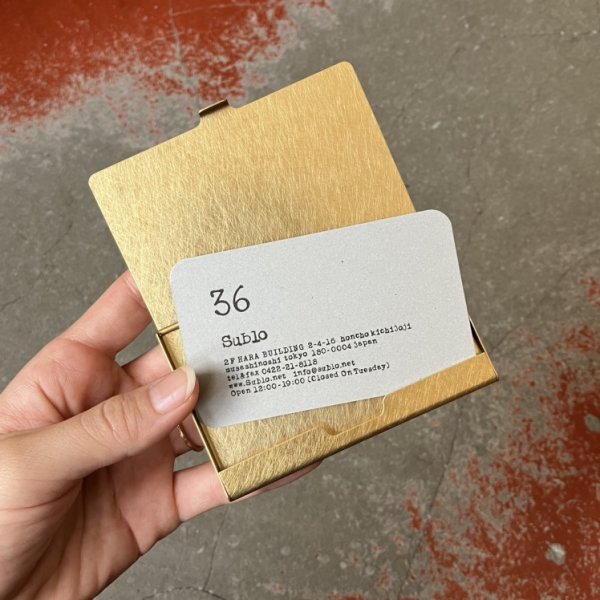 36
Sublo
2F HARA BUILDING 2-4-16 honcho kichijoji
musashinoshi tokyo 180-0004 japan
tel&fax 0422-21-8118
www.Sublo.net info@sublo.net
Open 12:00-19:00 (Closed On Tuesday)